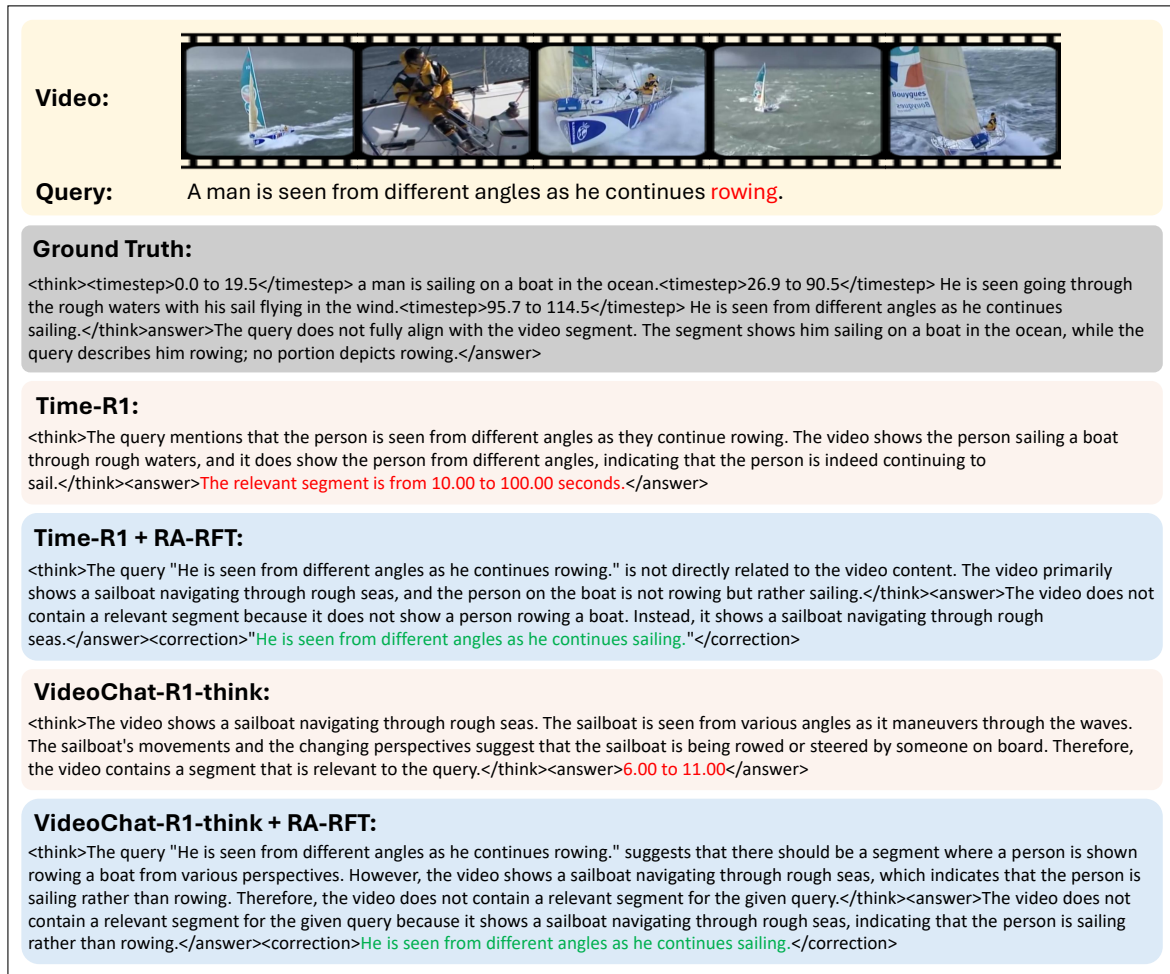 Video:
Bouygues
Query: A man is seen from different angles as he continues rowing.
Ground Truth:
<think><timestep>0.0 to 19.5</timestep> a man is sailing on a boat in the ocean.<timestep>26.9 to 90.5</timestep> He is seen going through
the rough waters with his sail flying in the wind.<timestep>95.7 to 114.5</timestep> He is seen from different angles as he continues
sailing.</think>answer>The query does not fully align with the video segment. The segment shows him sailing on a boat in the ocean, while the
query describes him rowing; no portion depicts rowing.</answer>
Time-R1:
<think>The query mentions that the person is seen from different angles as they continue rowing. The video shows the person sailing a boat
through rough waters, and it does show the person from different angles, indicating that the person is indeed continuing to
sail.</think><answer>The relevant segment is from 10.00 to 100.00 seconds.</answer>
Time-R1 + RA-RFT:
<think>The query "He is seen from different angles as he continues rowing." is not directly related to the video content. The video primarily
shows a sailboat navigating through rough seas, and the person on the boat is not rowing but rather sailing.</think><answer>The video does not
contain a relevant segment because it does not show a person rowing a boat. Instead, it shows a sailboat navigating through rough
seas.</answer><correction>"He is seen from different angles as he continues sailing."</correction>
VideoChat-R1-think:
<think>The video shows a sailboat navigating through rough seas. The sailboat is seen from various angles as it maneuvers through the waves.
The sailboat's movements and the changing perspectives suggest that the sailboat is being rowed or steered by someone on board. Therefore,
the video contains a segment that is relevant to the query.</think><answer>6.00 to 11.00</answer>
VideoChat-R1-think + RA-RFT:
<think>The query "He is seen from different angles as he continues rowing." suggests that there should be a segment where a person is shown
rowing a boat from various perspectives. However, the video shows a sailboat navigating through rough seas, which indicates that the person is
sailing rather than rowing. Therefore, the video does not contain a relevant segment for the given query.</think><answer>The video does not
contain a relevant segment for the given query because it shows a sailboat navigating through rough seas, indicating that the person is sailing
rather than rowing.</answer><correction>He is seen from different angles as he continues sailing.</correction>